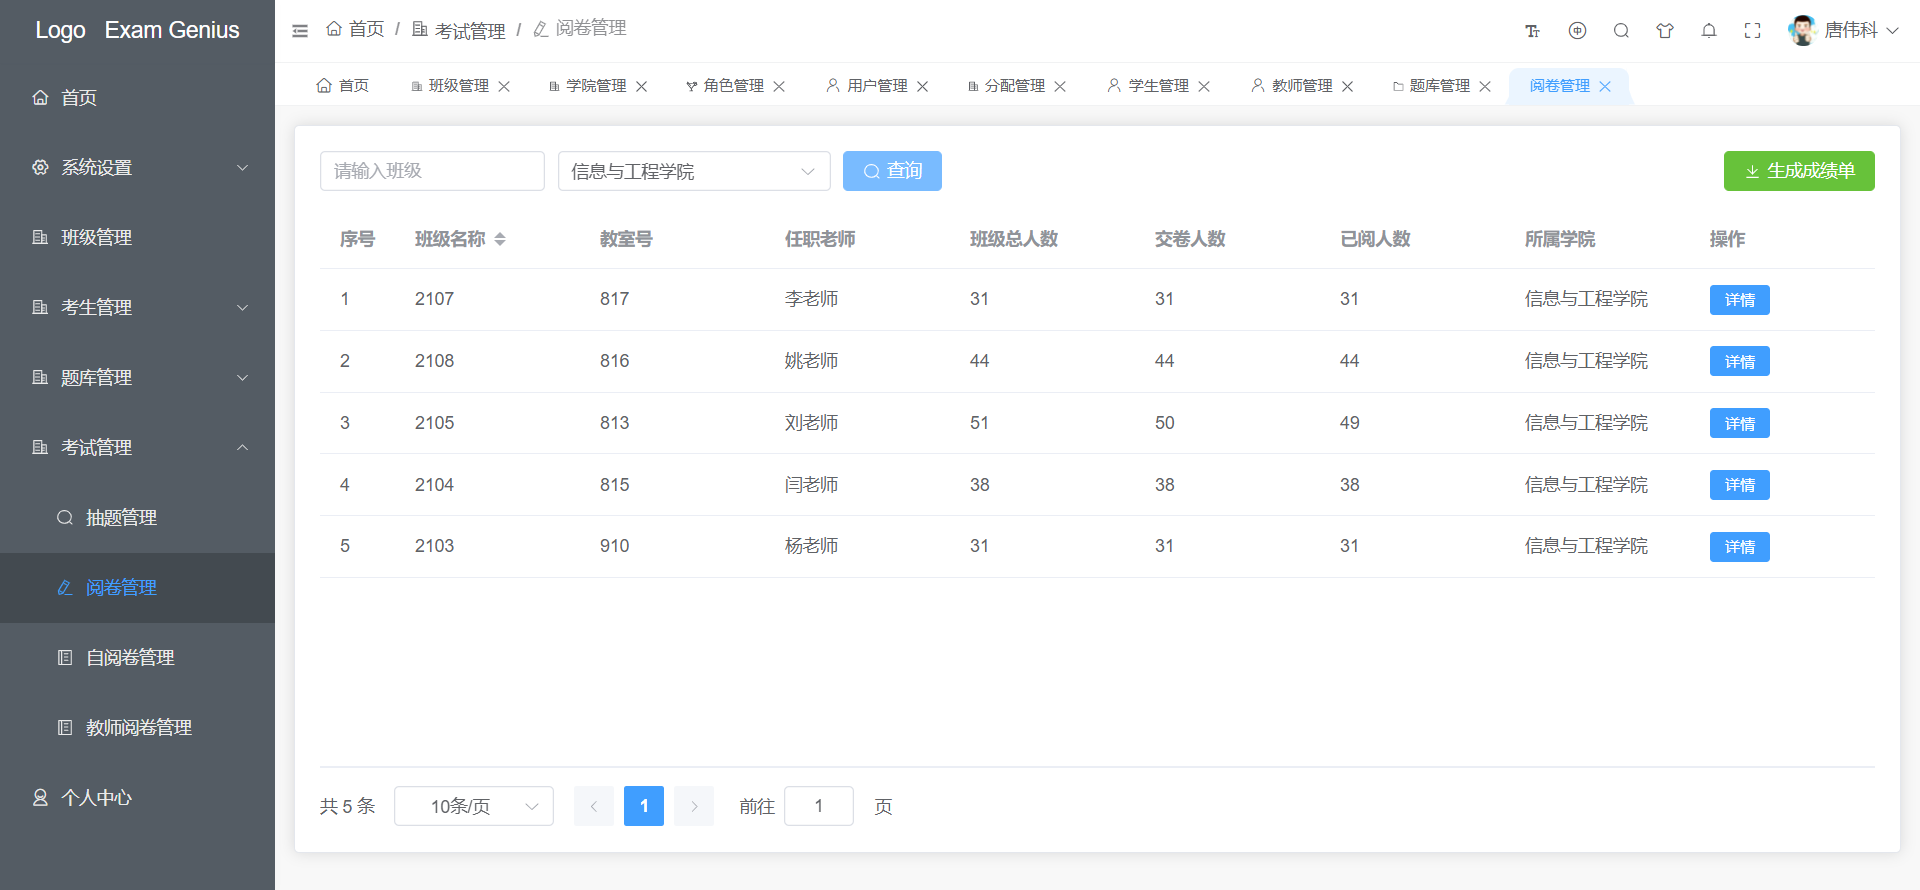 Logo Exam Genius
首页
系统设置
班级管理
考生管理
题库管理
考试管理
抽题管理
阅卷管理
自阅卷管理
教师阅卷管理
个人中心
首页 / 考试管理 / 阅卷管理
唐伟科
首页 班级管理 学院管理 角色管理 用户管理 分配管理 学生管理 教师管理 题库管理 阅卷管理
请输入班级 信息与工程学院 查询 生成成绩单
序号 班级名称 教室号 任职老师 班级总人数 交卷人数 已阅人数 所属学院 操作
1 2107 817 李老师 31 31 31 信息与工程学院 详情
2 2108 816 姚老师 44 44 44 信息与工程学院 详情
3 2105 813 刘老师 51 50 49 信息与工程学院 详情
4 2104 815 闫老师 38 38 38 信息与工程学院 详情
5 2103 910 杨老师 31 31 31 信息与工程学院 详情
共 5 条 10条/页 1 前往 1 页